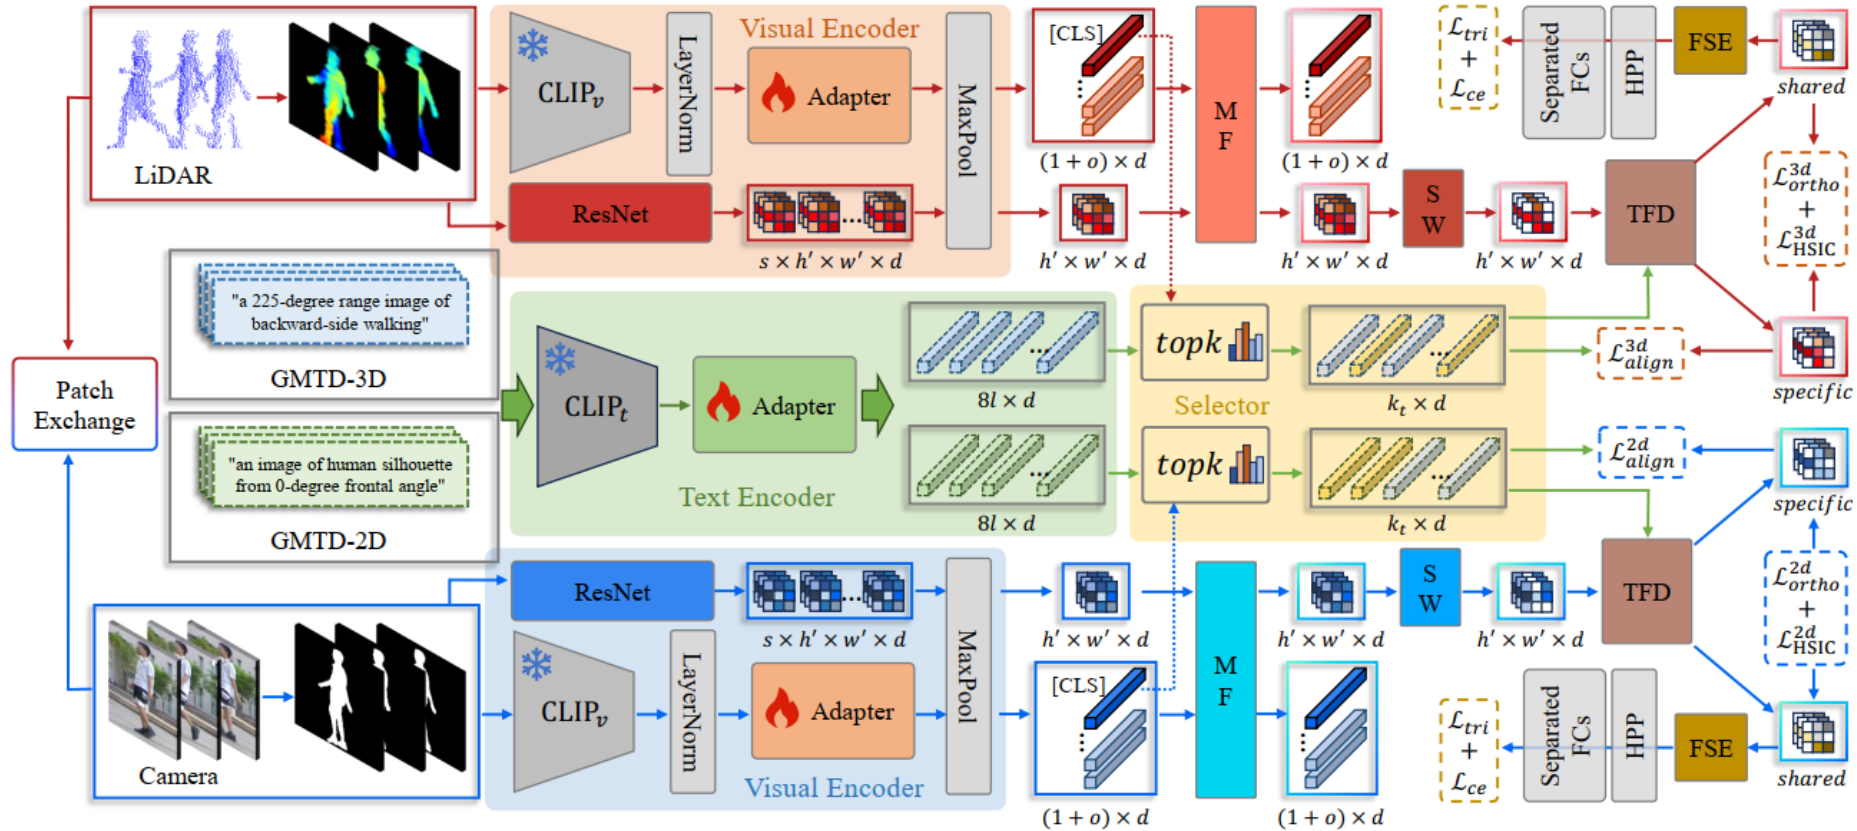 LiDAR
Patch
Exchange
"a 225-degree range image of
backward-side walking"
GMTD-3D
"an image of human silhouette
from 0-degree frontal angle"
GMTD-2D
Camera
Visual Encoder
CLIP_v
LayerNorm
Adapter
MaxPool
ResNet
s × h′ × w′ × d
[CLS]
(1 + o) × d
h′ × w′ × d
M
F
(1 + o) × d
h′ × w′ × d
S
W
h′ × w′ × d
TFD
shared
FSE
HPP
Separated
FCs
ℒ_tri
+
ℒ_ce
ℒ^3d_ortho
+
ℒ^3d_HSIC
specific
ℒ^3d_align
CLIP_t
Adapter
Text Encoder
8l × d
8l × d
topk
Selector
topk
k_t × d
k_t × d
ℒ^2d_align
specific
ResNet
s × h′ × w′ × d
CLIP_v
LayerNorm
Adapter
MaxPool
Visual Encoder
h′ × w′ × d
[CLS]
(1 + o) × d
M
F
h′ × w′ × d
(1 + o) × d
S
W
h′ × w′ × d
TFD
ℒ^2d_ortho
+
ℒ^2d_HSIC
shared
FSE
HPP
Separated
FCs
ℒ_tri
+
ℒ_ce